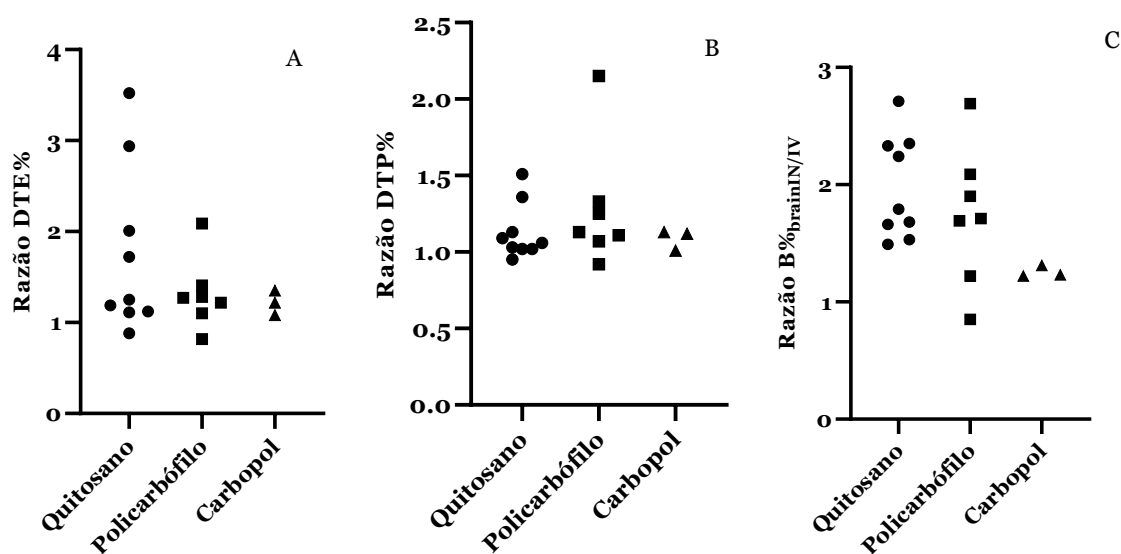 A
Razão DTE%
4
3
2
1
0
Quitosano
Policarbófilo
Carbopol
B
Razão DTP%
2.5
2.0
1.5
1.0
0.5
0.0
Quitosano
Policarbófilo
Carbopol
C
Razão B%brainIN/IV
3
2
1
0
Quitosano
Policarbófilo
Carbopol